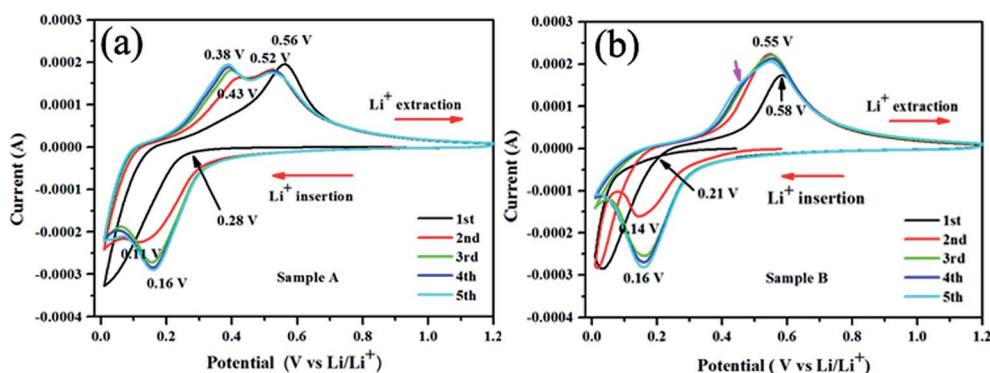 (a)
0.0003
0.0002
0.0001
0.0000
-0.0001
-0.0002
-0.0003
-0.0004
Current (A)
0.56 V
0.38 V
0.52 V
0.43 V
Li⁺ extraction
Li⁺ insertion
0.28 V
0.11 V
0.16 V
Sample A
1st
2nd
3rd
4th
5th
0.0 0.2 0.4 0.6 0.8 1.0 1.2
Potential (V vs Li/Li⁺)
(b)
0.0003
0.0002
0.0001
0.0000
-0.0001
-0.0002
-0.0003
-0.0004
Current (A)
0.55 V
Li⁺ extraction
0.58 V
0.21 V
Li⁺ insertion
0.14 V
0.16 V
Sample B
1st
2nd
3rd
4th
5th
0.0 0.2 0.4 0.6 0.8 1.0 1.2
Potential ( V vs Li/Li⁺)